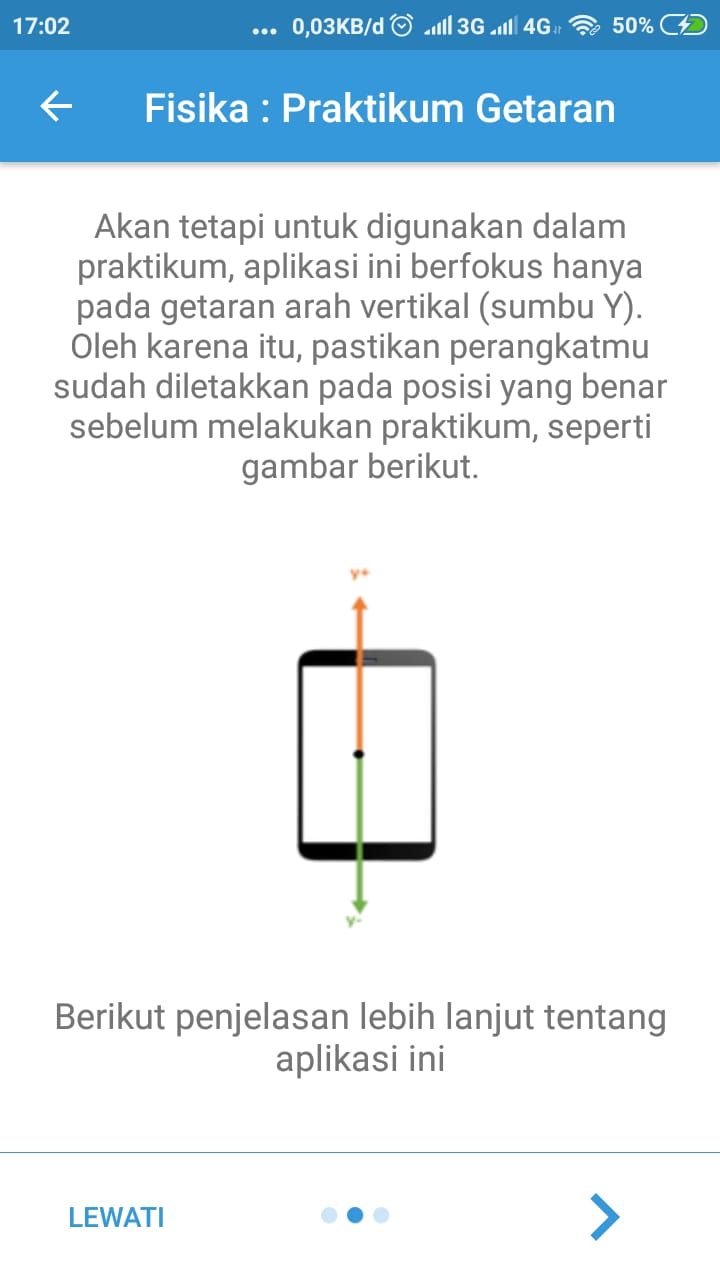 17:02 ... 0,03KB/d 3G 4G 50%
Fisika : Praktikum Getaran
Akan tetapi untuk digunakan dalam
praktikum, aplikasi ini berfokus hanya
pada getaran arah vertikal (sumbu Y).
Oleh karena itu, pastikan perangkatmu
sudah diletakkan pada posisi yang benar
sebelum melakukan praktikum, seperti
gambar berikut.
Y+
Y-
Berikut penjelasan lebih lanjut tentang
aplikasi ini
LEWATI